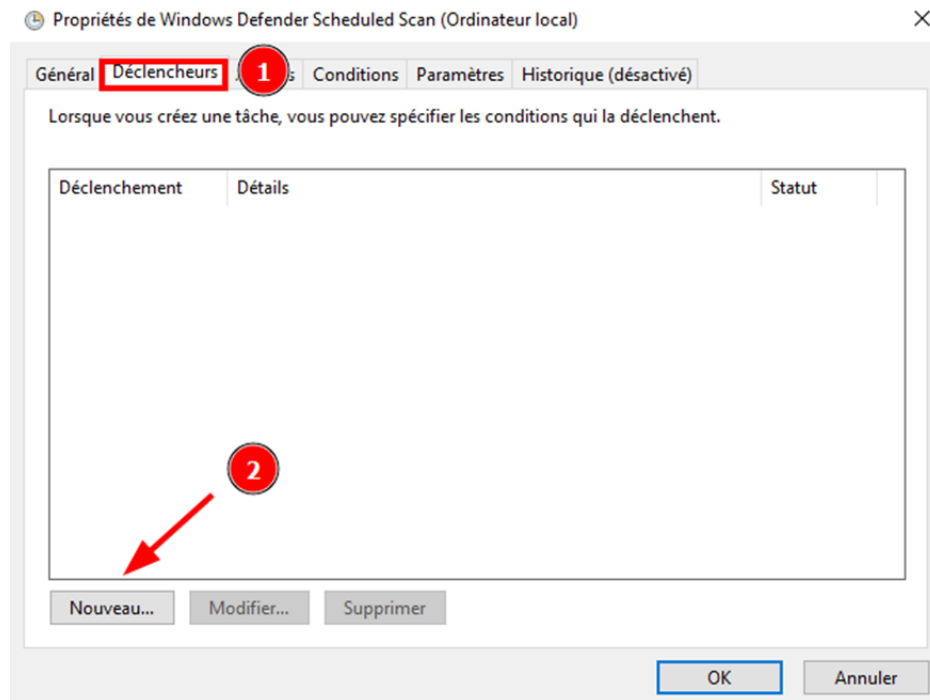 Propriétés de Windows Defender Scheduled Scan (Ordinateur local)
Général Déclencheurs 1 Conditions Paramètres Historique (désactivé)
Lorsque vous créez une tâche, vous pouvez spécifier les conditions qui la déclenchent.
Déclenchement Détails Statut
2
Nouveau... Modifier... Supprimer
OK Annuler